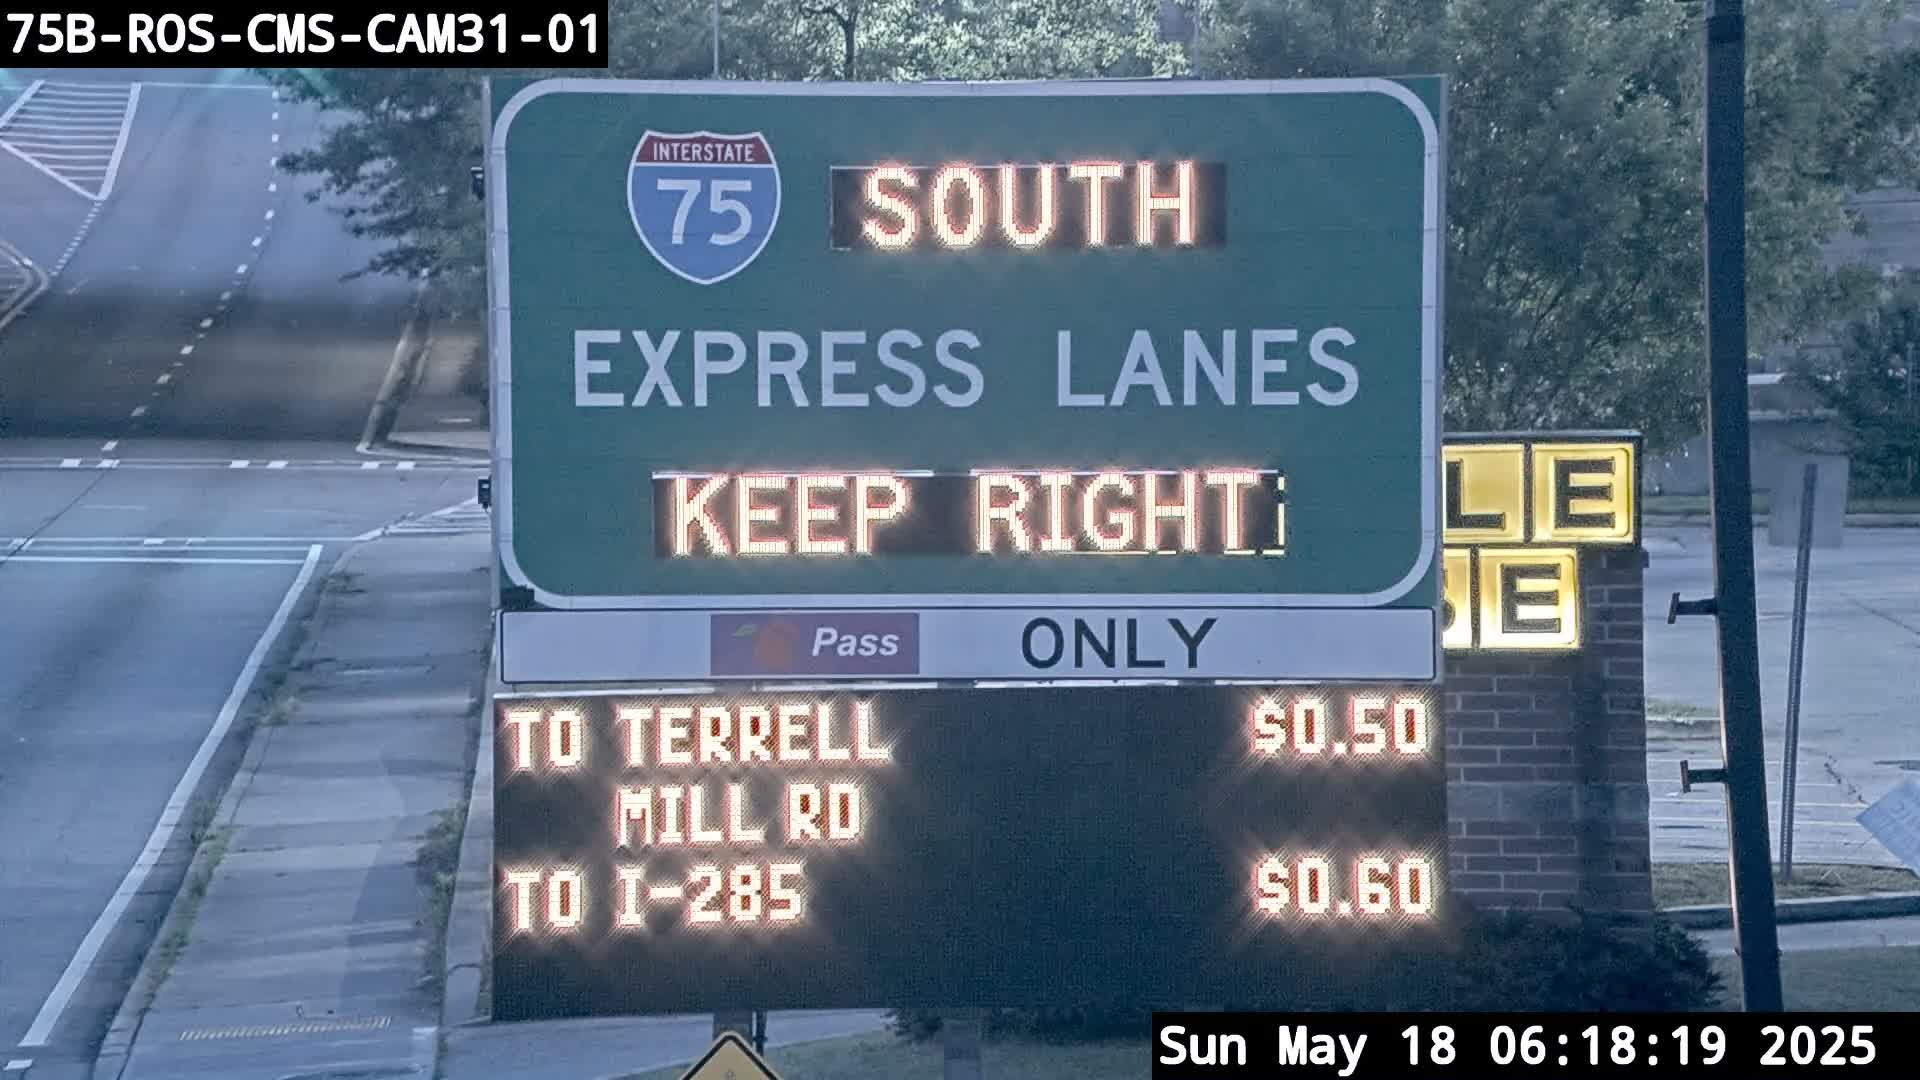 75B-ROS-CMS-CAM31-01
INTERSTATE
75 SOUTH
EXPRESS LANES
KEEP RIGHT
Pass ONLY
TO TERRELL $0.50
MILL RD
TO I-285 $0.60
LE
E
Sun May 18 06:18:19 2025